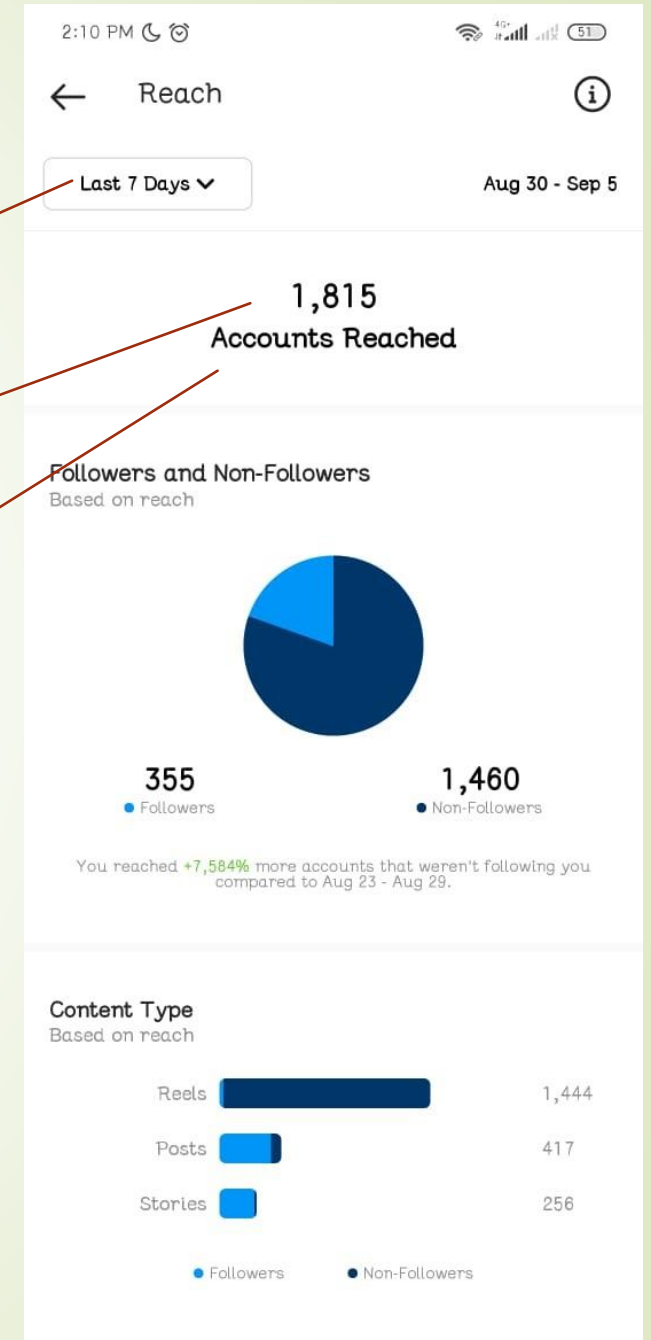 2:10 PM
4G+
51
Reach
Last 7 Days
Aug 30 - Sep 5
1,815
Accounts Reached
Followers and Non-Followers
Based on reach
355
1,460
Followers
Non-Followers
You reached +7,584% more accounts that weren't following you
compared to Aug 23 - Aug 29.
Content Type
Based on reach
Reels
1,444
Posts
417
Stories
256
Followers
Non-Followers